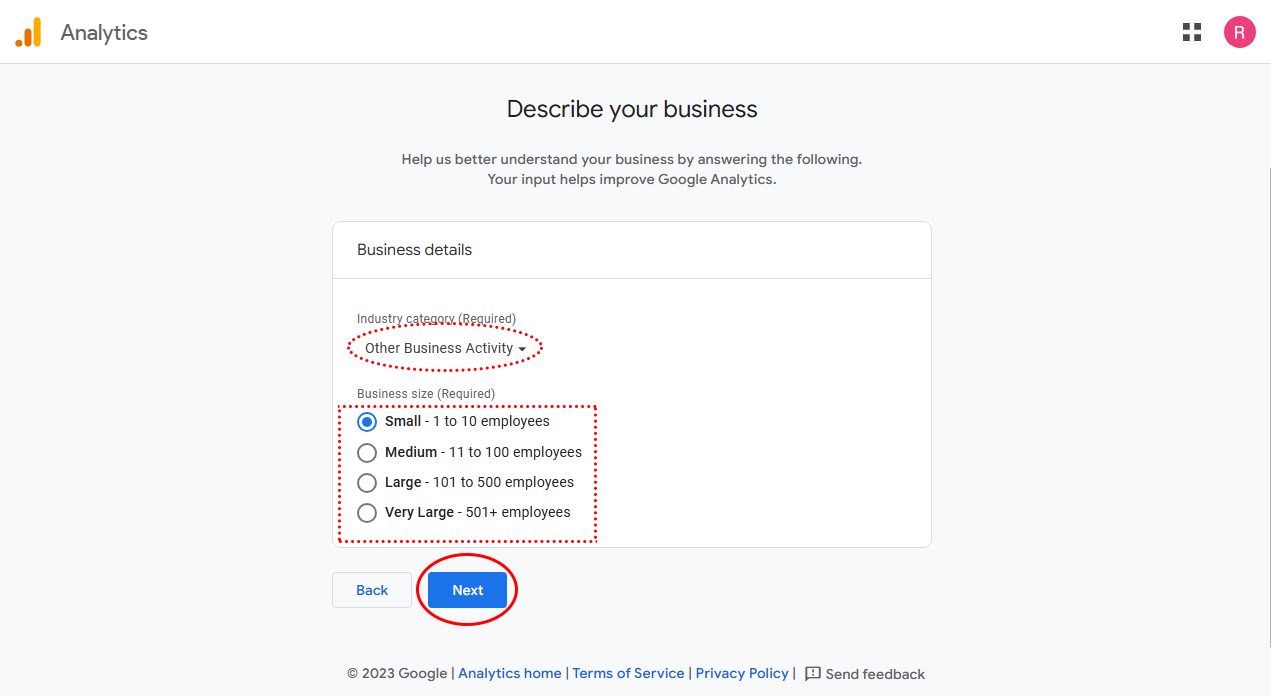 Analytics
R
Describe your business
Help us better understand your business by answering the following.
Your input helps improve Google Analytics.
Business details
Industry category (Required)
Other Business Activity
Business size (Required)
Small - 1 to 10 employees
Medium - 11 to 100 employees
Large - 101 to 500 employees
Very Large - 501+ employees
Back Next
© 2023 Google | Analytics home | Terms of Service | Privacy Policy | Send feedback